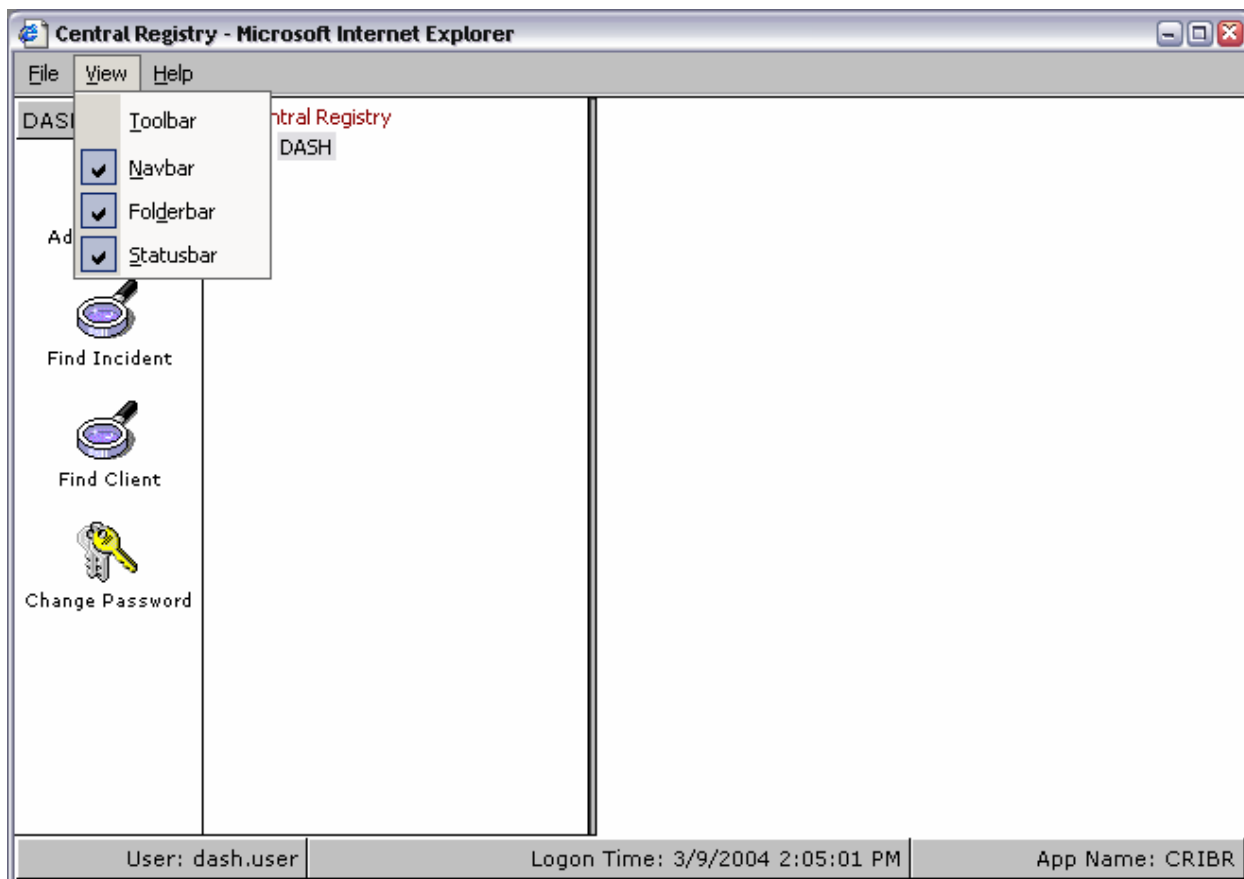 Central Registry - Microsoft Internet Explorer
File View Help
Toolbar
Navbar
Folderbar
Statusbar
Registry
DASH
Find Incident
Find Client
Change Password
User: dash.user Logon Time: 3/9/2004 2:05:01 PM App Name: CRIBR